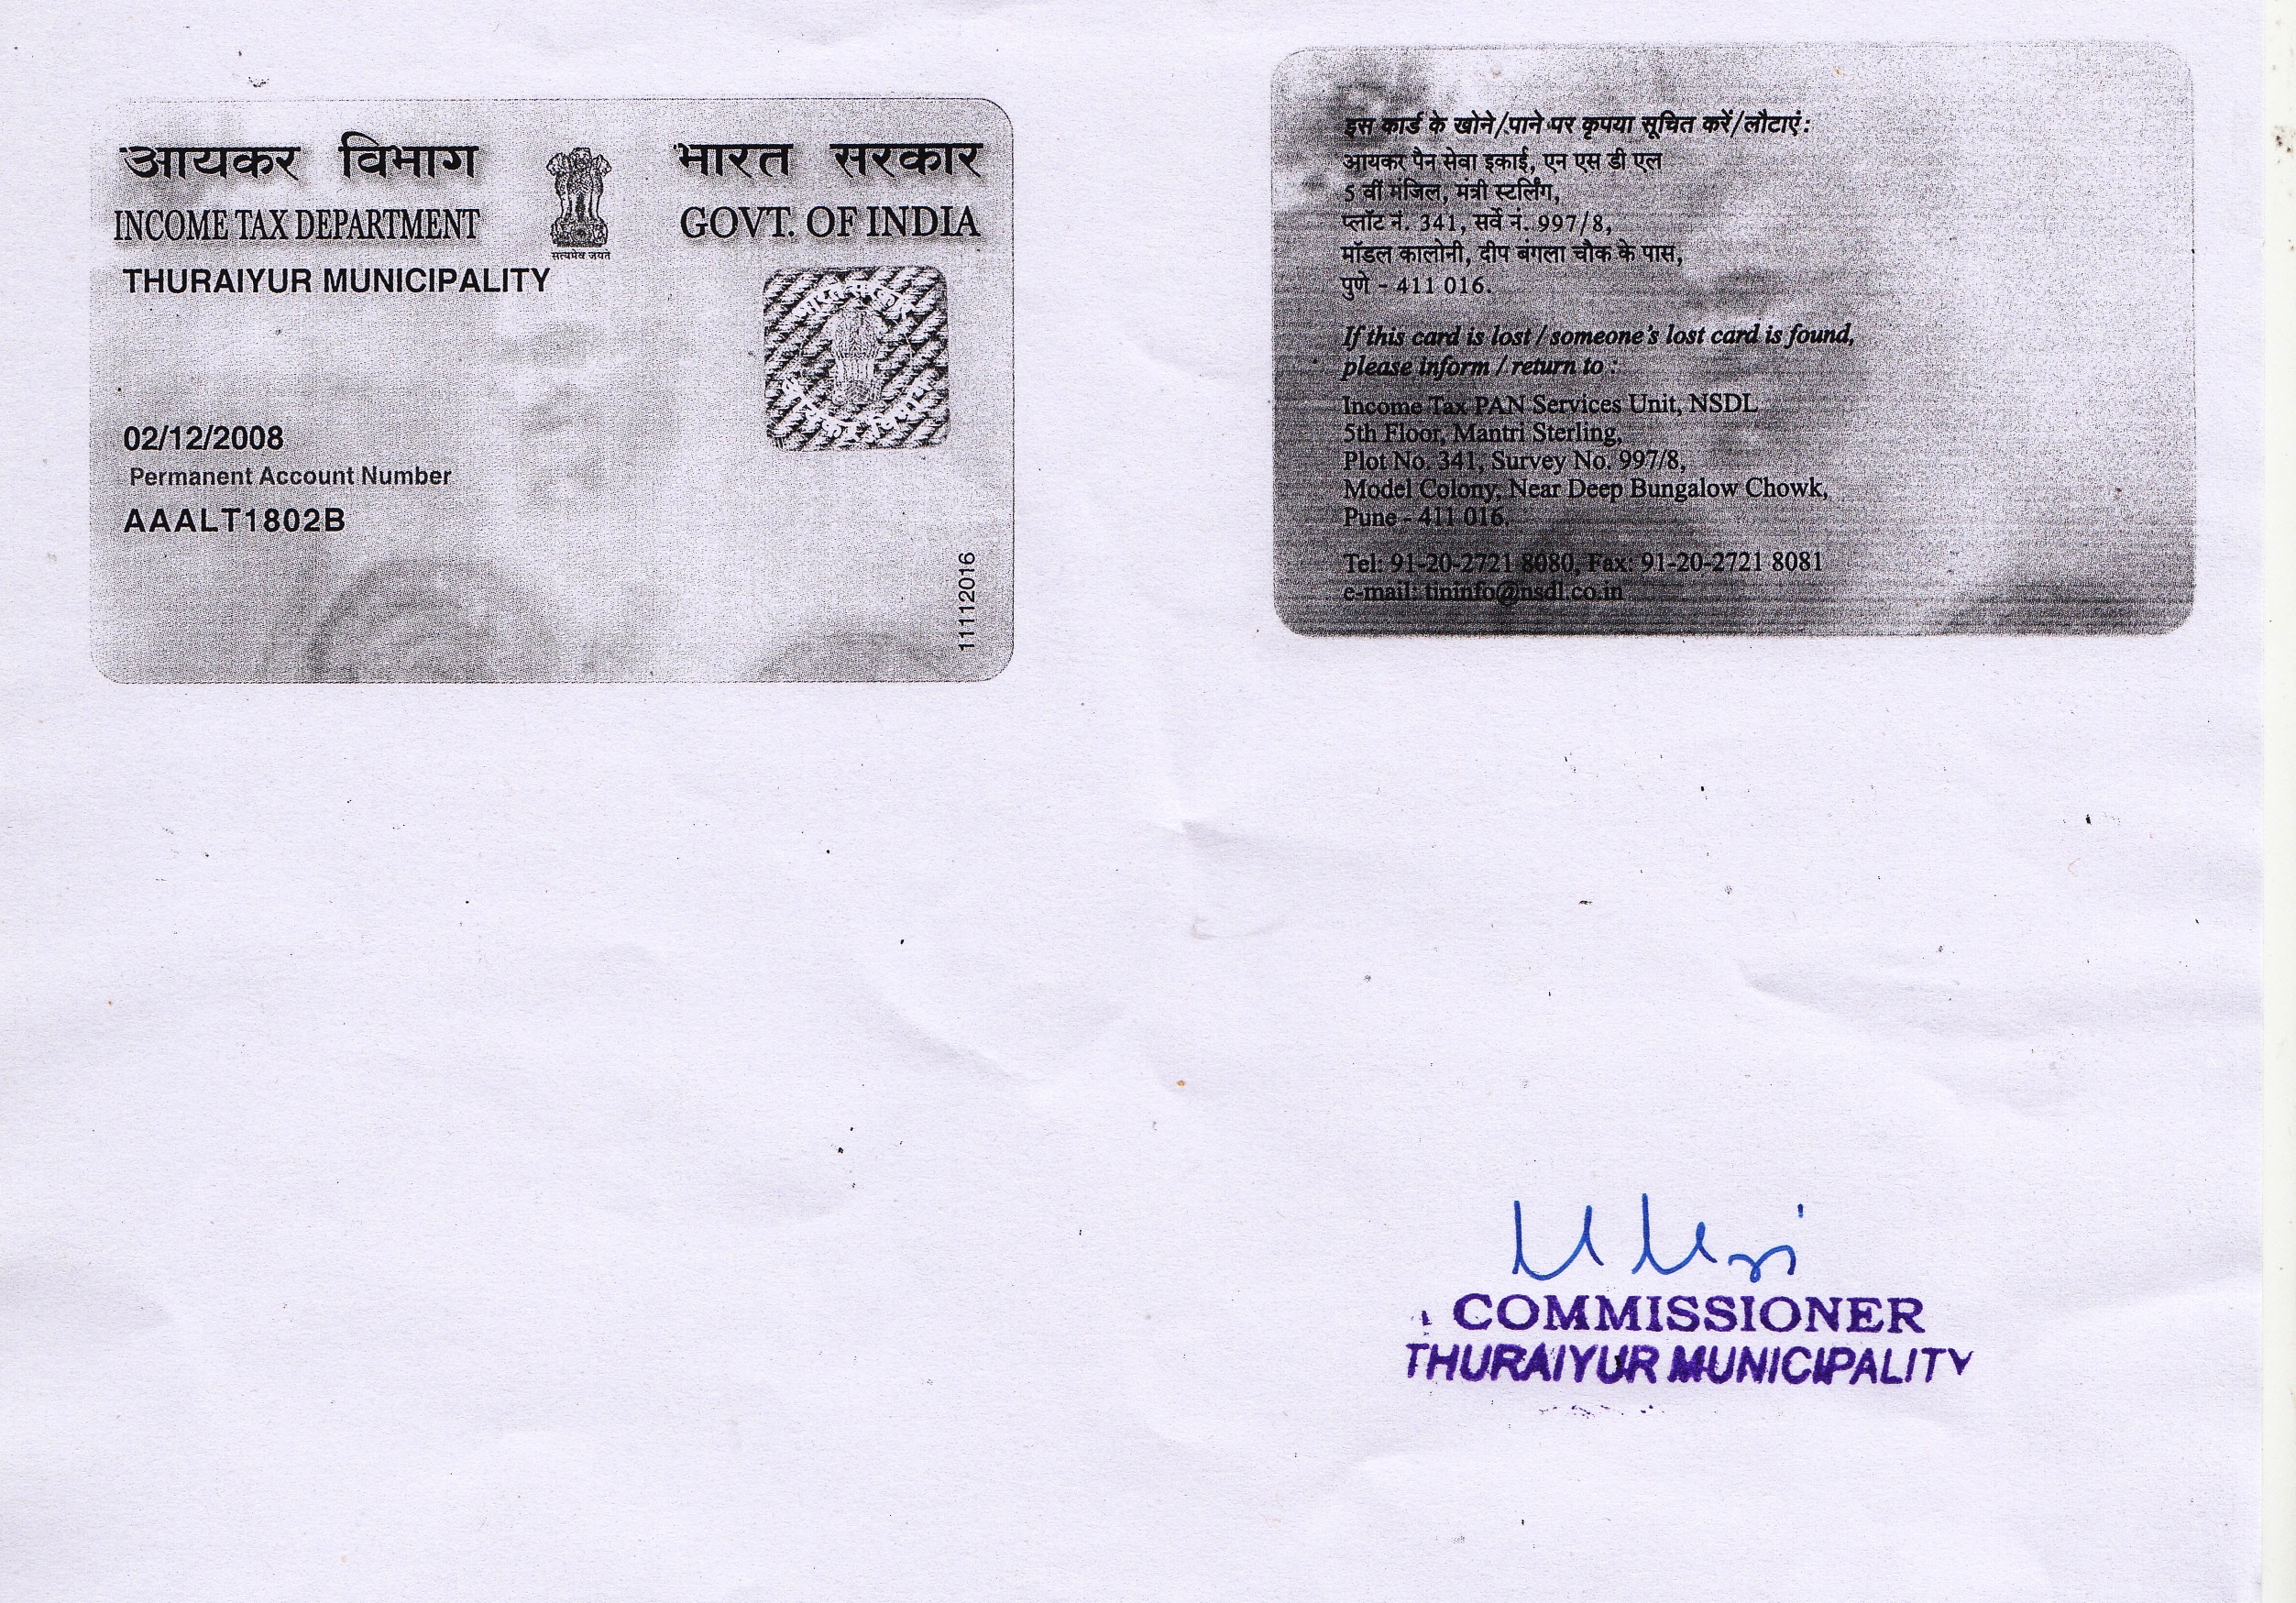 आयकर विभाग
INCOME TAX DEPARTMENT
सत्यमेव जयते
भारत सरकार
GOVT. OF INDIA
THURAIYUR MUNICIPALITY
02/12/2008
Permanent Account Number
AAALT1802B
11112016
इस कार्ड के खोने/पाने पर कृपया सूचित करें/लौटाएं:
आयकर पैन सेवा इकाई, एन एस डी एल
5 वीं मंजिल, मंत्री स्टर्लिंग,
प्लॉट नं. 341, सर्वे नं. 997/8,
मॉडल कालोनी, दीप बंगला चौक के पास,
पुणे - 411 016.
If this card is lost / someone's lost card is found,
please inform / return to :
Income Tax PAN Services Unit, NSDL
5th Floor, Mantri Sterling,
Plot No. 341, Survey No. 997/8,
Model Colony, Near Deep Bungalow Chowk,
Pune - 411 016.
Tel: 91-20-2721 8080, Fax: 91-20-2721 8081
e-mail: tininfo@nsdl.co.in
COMMISSIONER
THURAIYUR MUNICIPALITY